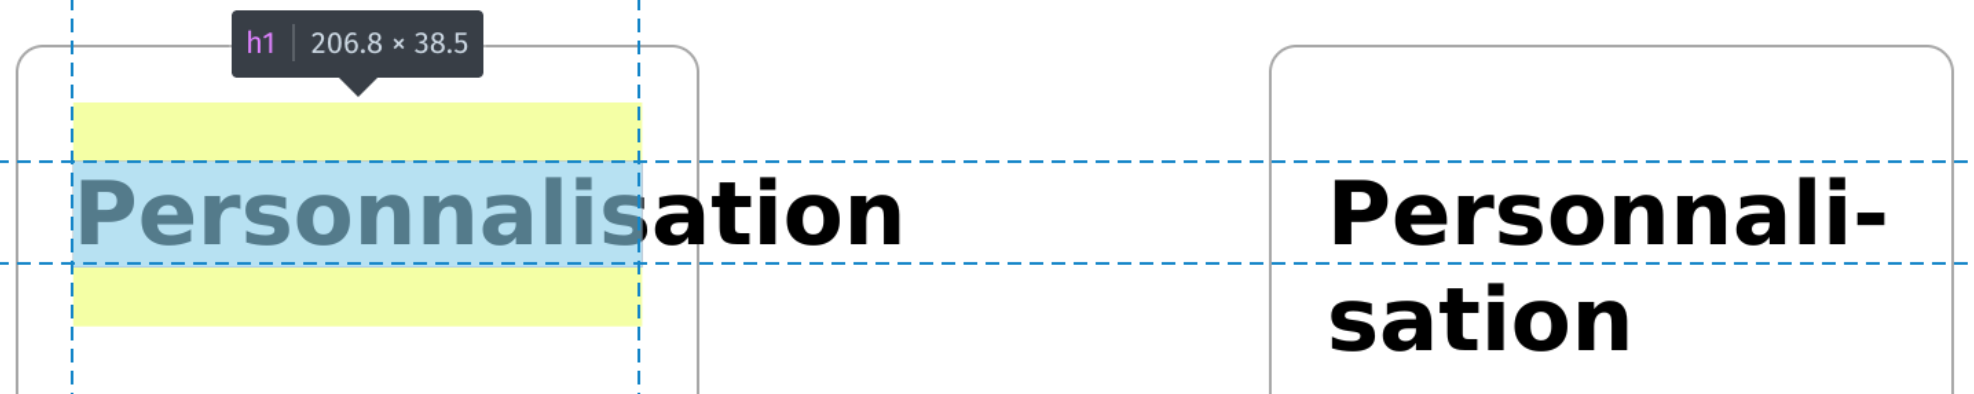 h1 206.8 × 38.5
Personnalisation
Personnali-
sation